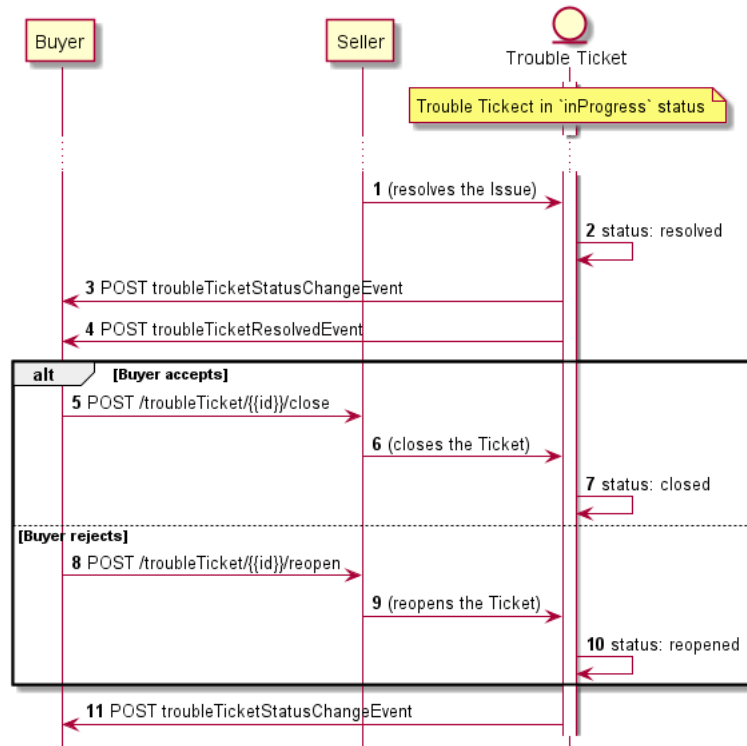 Buyer
Seller
Trouble Ticket
Trouble Tickect in `inProgress` status
1 (resolves the Issue)
2 status: resolved
3 POST troubleTicketStatusChangeEvent
4 POST troubleTicketResolvedEvent
alt [Buyer accepts]
5 POST /troubleTicket/{{id}}/close
6 (closes the Ticket)
7 status: closed
[Buyer rejects]
8 POST /troubleTicket/{{id}}/reopen
9 (reopens the Ticket)
10 status: reopened
11 POST troubleTicketStatusChangeEvent